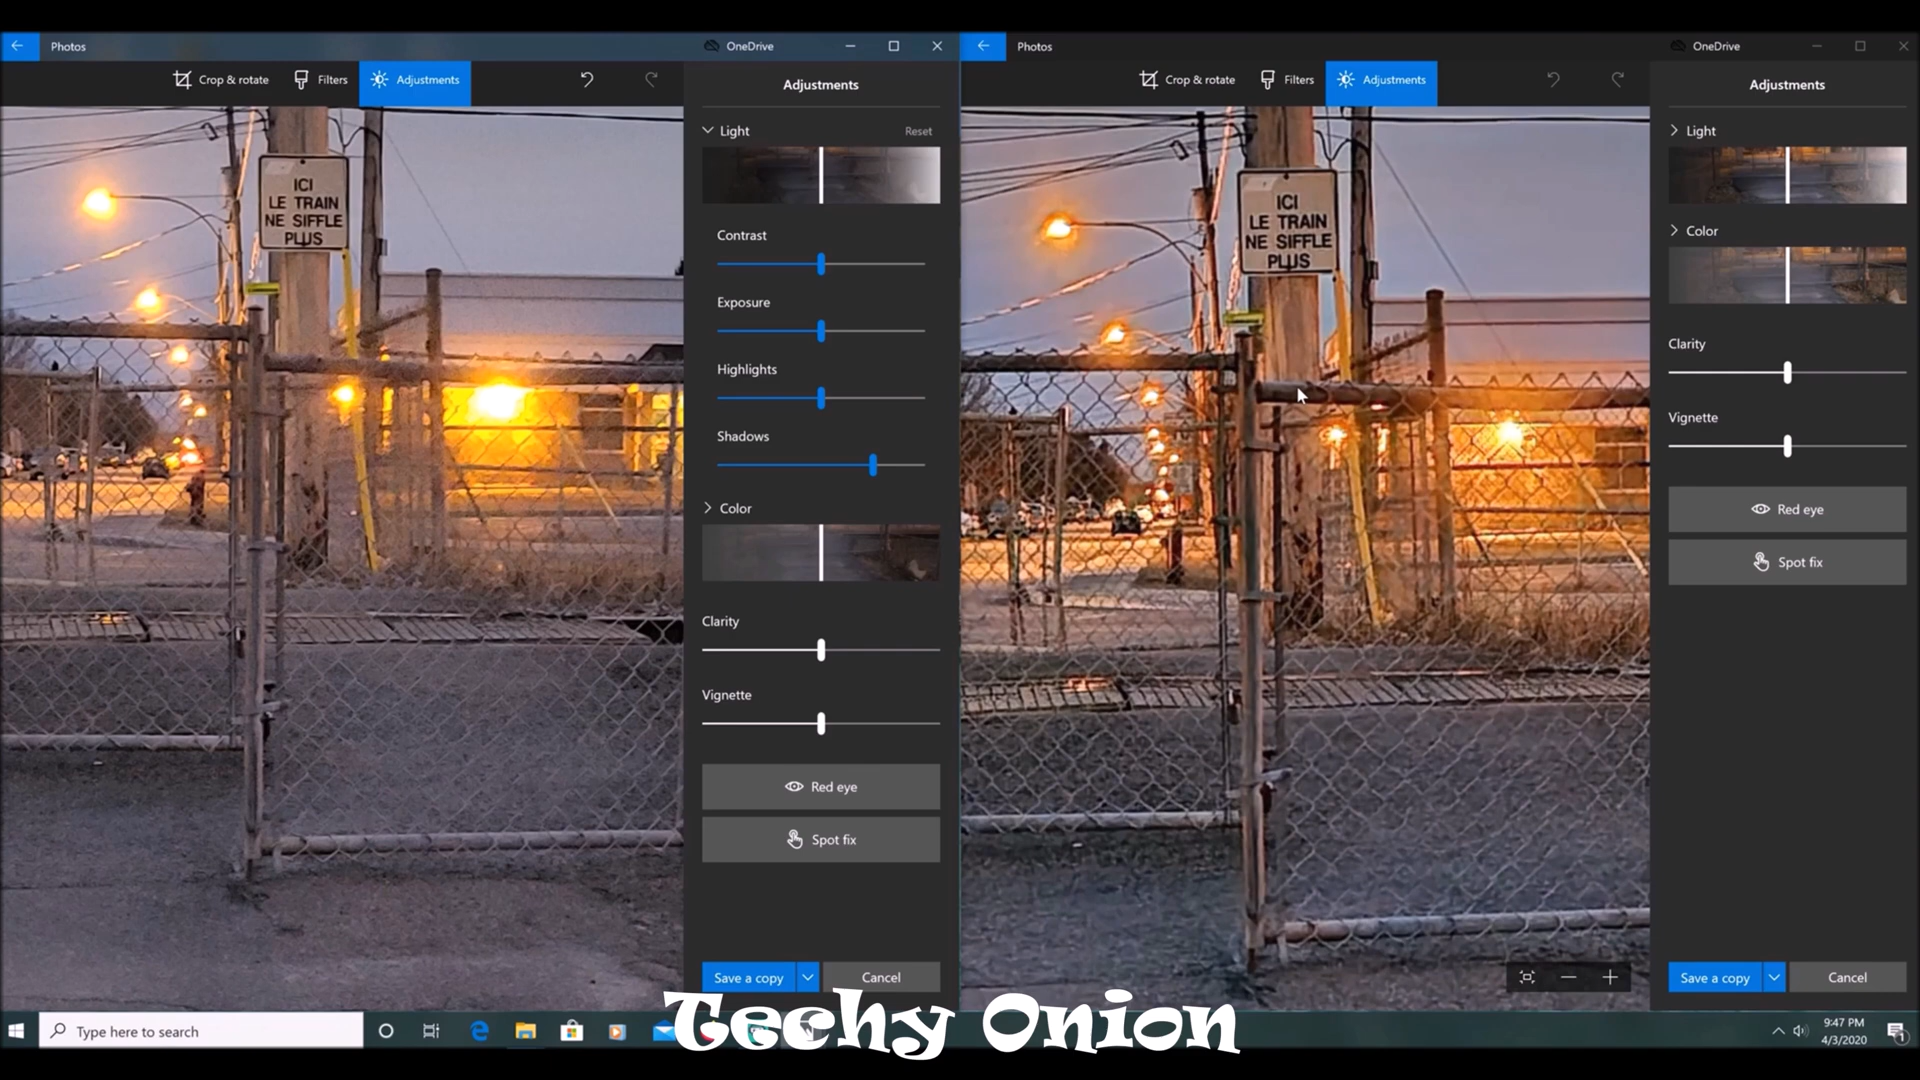 Photos
OneDrive
Crop & rotate
Filters
Adjustments
Adjustments
Light
Reset
Contrast
Exposure
Highlights
Shadows
Color
Clarity
Vignette
Red eye
Spot fix
Save a copy
Cancel
ICI
LE TRAIN
NE SIFFLE
PLUS
Photos
OneDrive
Crop & rotate
Filters
Adjustments
Adjustments
Light
Color
Clarity
Vignette
Red eye
Spot fix
Save a copy
Cancel
ICI
LE TRAIN
NE SIFFLE
PLUS
Techy Onion
Type here to search
9:47 PM
4/3/2020
1